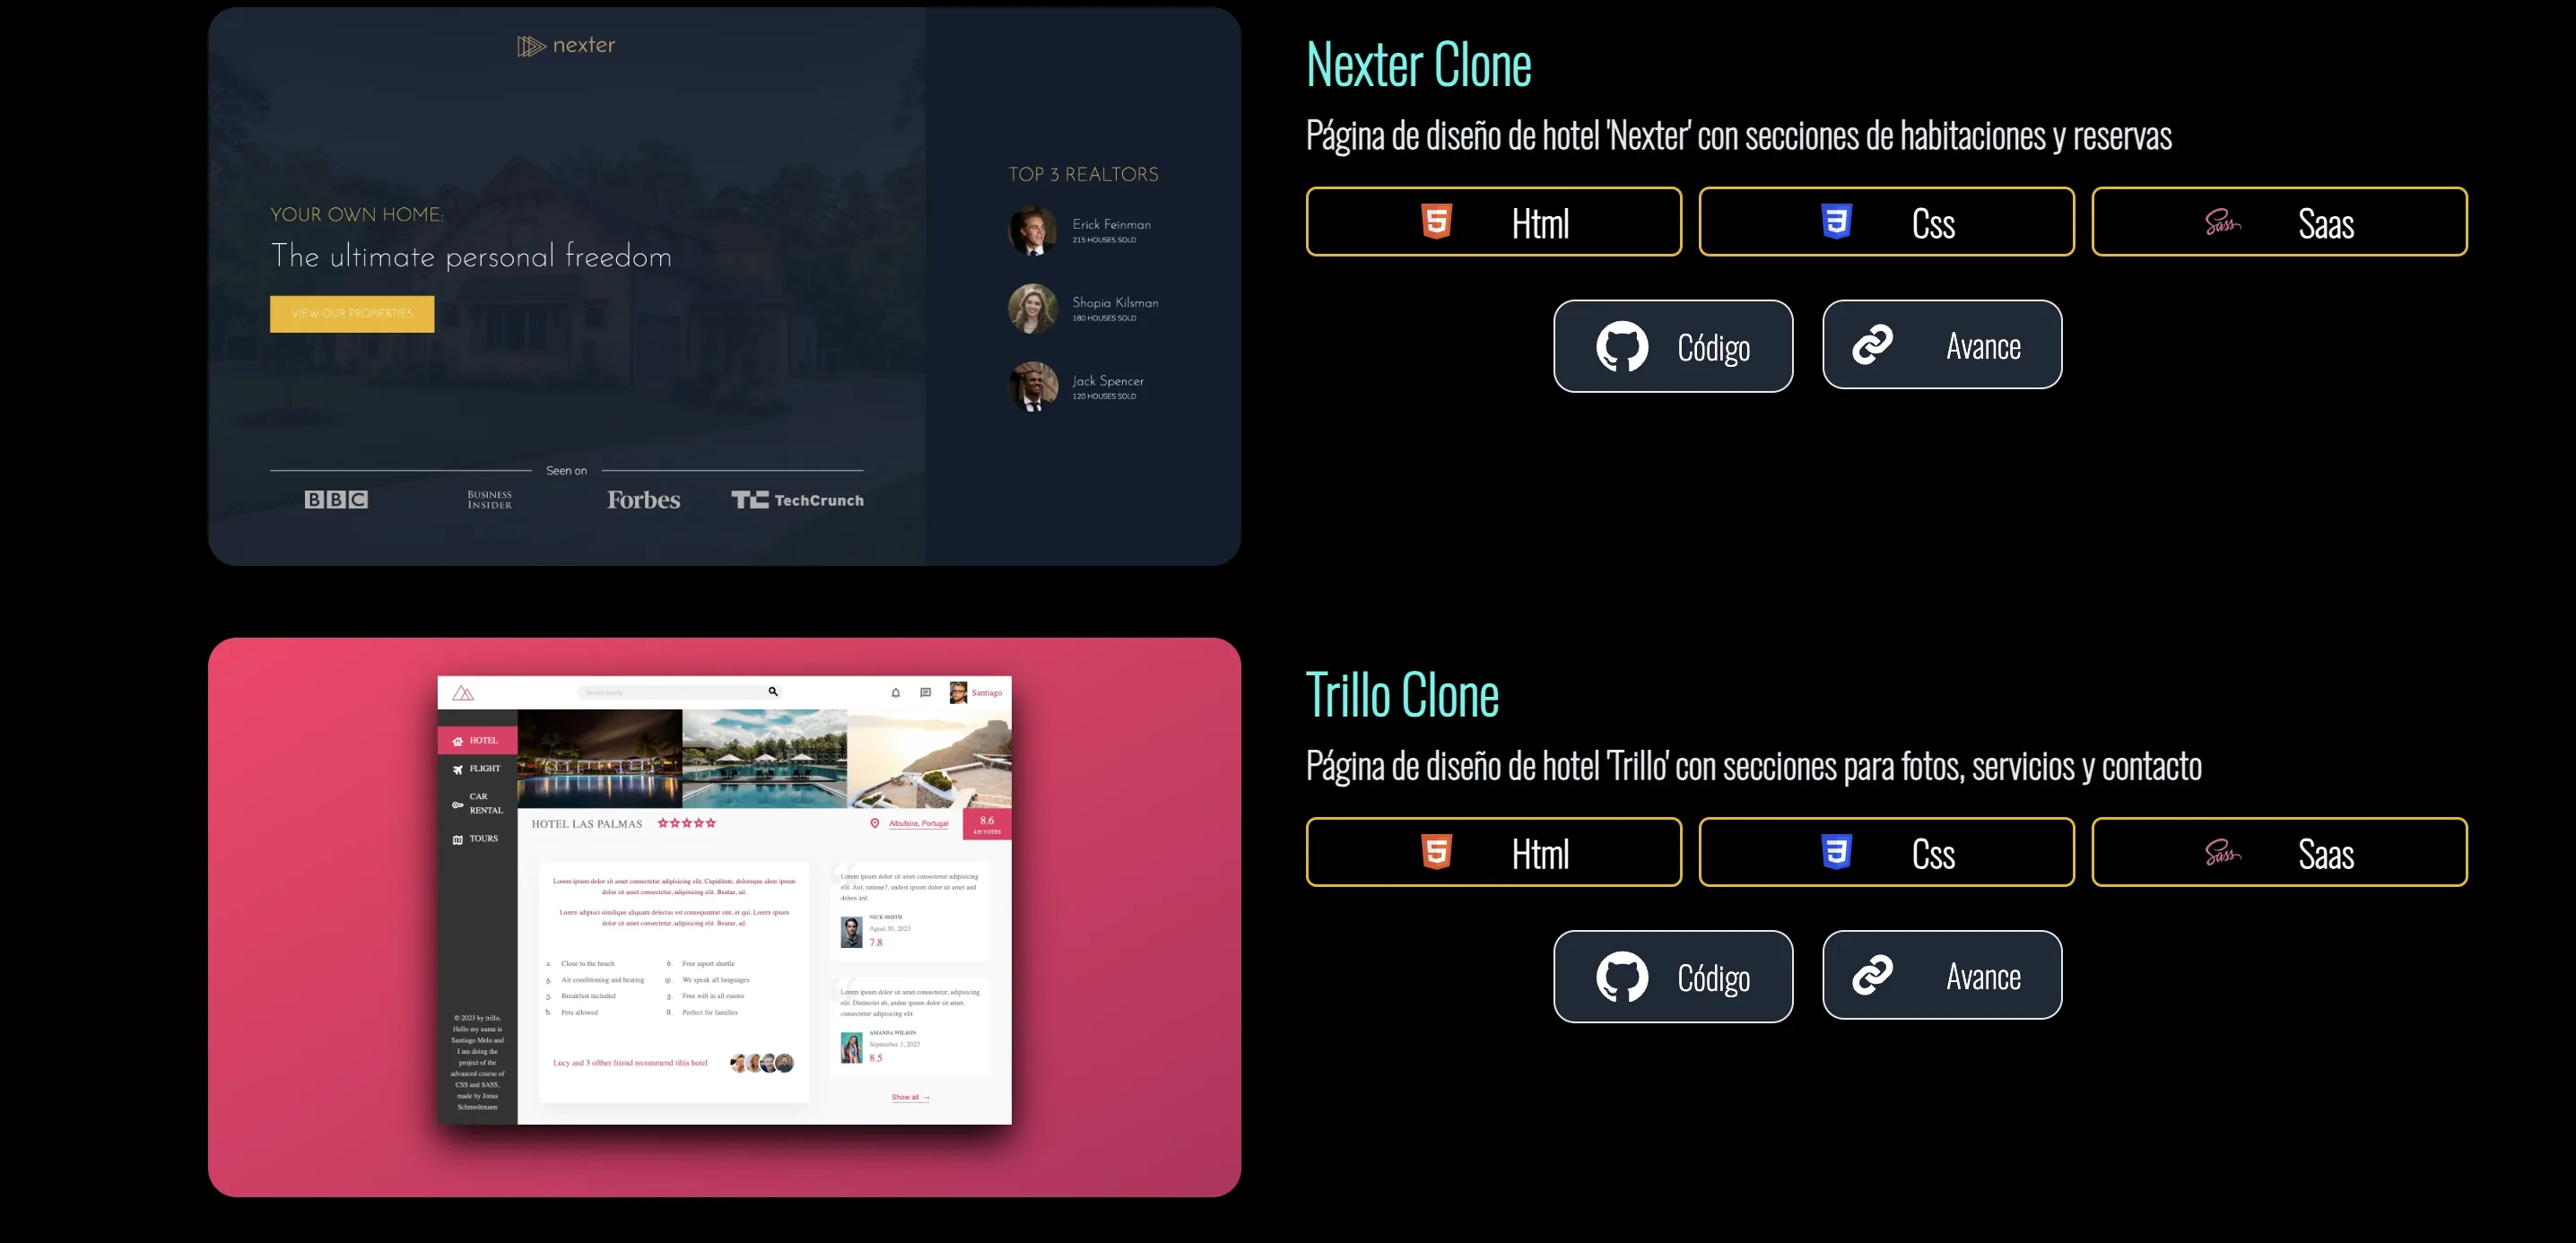 nexter
YOUR OWN HOME:
The ultimate personal freedom
VIEW OUR PROPIERTIES
Seen on
BBC
BUSINESS
INSIDER
Forbes
TC TechCrunch
TOP 3 REALTORS
Erick Feinman
215 HOUSES SOLD
Shopia Kilsman
180 HOUSES SOLD
Jack Spencer
120 HOUSES SOLD
Nexter Clone
Página de diseño de hotel 'Nexter' con secciones de habitaciones y reservas
Html
Css
Sass
Saas
Código
Avance
Search hotels
Santiago
HOTEL
FLIGHT
CAR
RENTAL
TOURS
© 2023 by trillo.
Hello my name is
Santiago Melo and
I am doing the
project of the
advanced course of
CSS and SASS,
made by Jonas
Schmedtmann
HOTEL LAS PALMAS
Albufeira, Portugal
8.6
429 VOTES
Lorem ipsum dolor sit amet consectetur adipisicing elit. Cupiditate, doloremque alem ipsum
dolor sit amet consectetur, adipisicing elit. Beatae, ad.
Lorem adipisci similique aliquam delectus est consequuntur sint, et qui. Lorem ipsum
dolor sit amet consectetur, adipisicing elit. Beatae, ad.
Close to the beach
Air conditioning and heating
Breakfast included
Pets allowed
Free aiport shuttle
We speak all languages
Free wifi in all rooms
Perfect for families
Lucy and 3 ofther friend recommend tihis hotel
Lorem ipsum dolor sit amet consectetur adipisicing
elit. Aut, ratione?, undest ipsum dolor sit amet and
deben ard.
NICK SMITH
Agust 30, 2023
7.8
Lorem ipsum dolor sit amet consectetur, adipisicing
elit. Distinctio ab, unden ipsum dolor sit amet,
consectetur adipisicing elit.
AMANDA WILSON
September 3, 2023
8.5
Show all →
Trillo Clone
Página de diseño de hotel 'Trillo' con secciones para fotos, servicios y contacto
Html
Css
Sass
Saas
Código
Avance